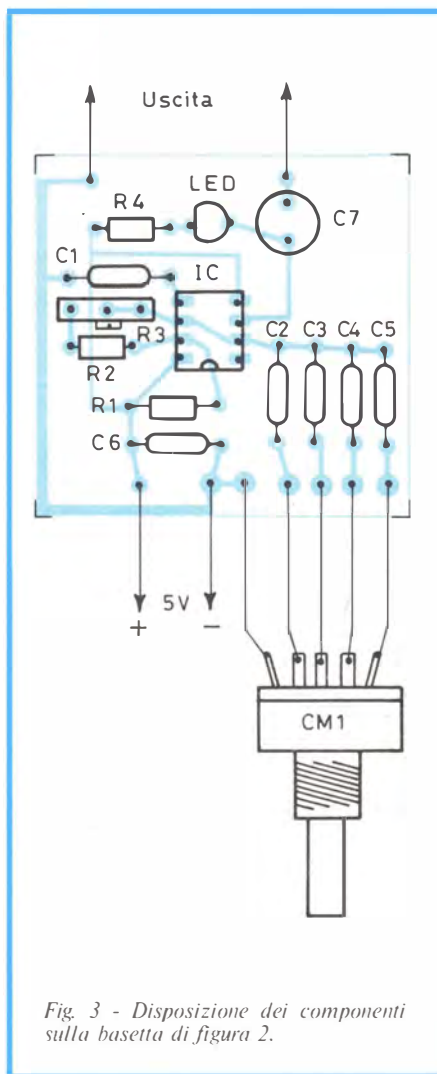 Uscita
LED
R4
C7
C1
IC
R3
R2
C2 C3 C4 C5
R1
C6
5V
+ -
CM1
Fig. 3 - Disposizione dei componenti
sulla basetta di figura 2.